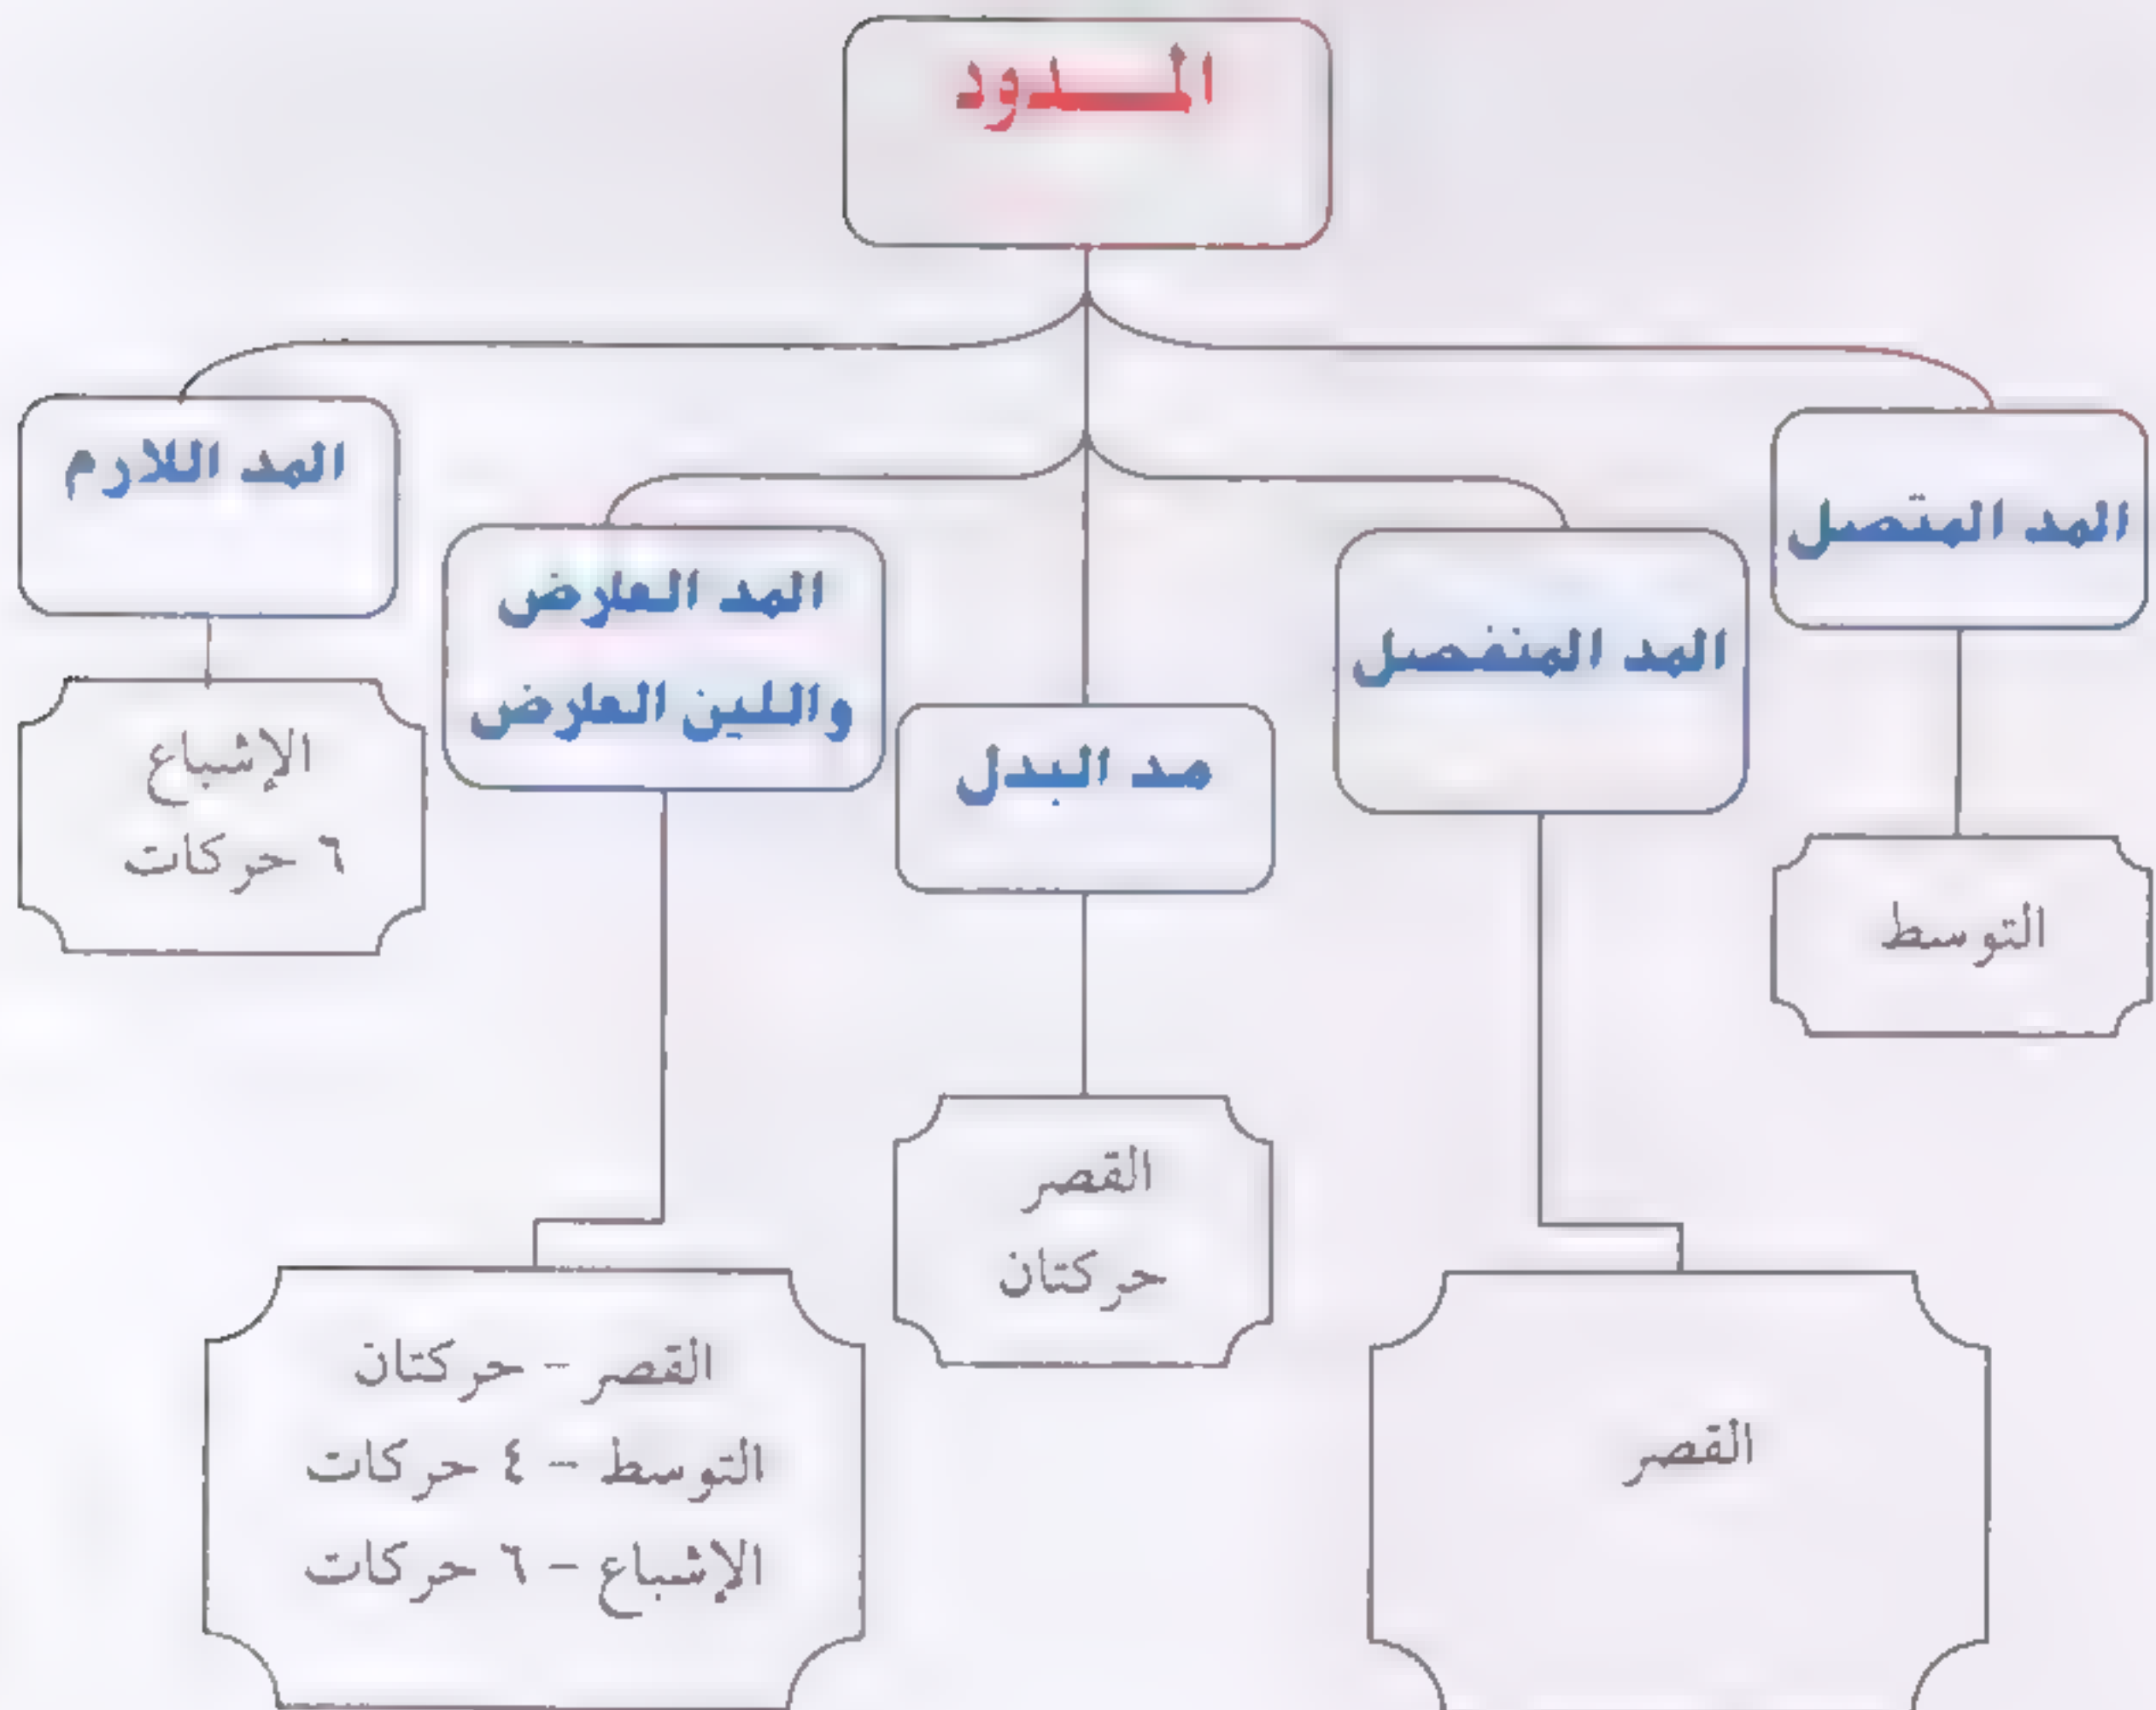 المـــدود
المد المتصل
المد المنفصل
مد البدل
المد العارض
واللين العارض
المد اللازم
التوسط
القصر
القصر
حركتان
القصر – حركتان
التوسط – ٤ حركات
الإشباع – ٦ حركات
الإشباع
٦ حركات